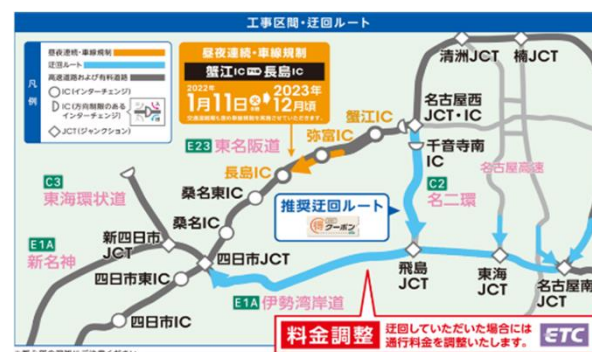 工事区間・迂回ルート
凡例
昼夜連続・車線規制
迂回ルート
高速道路および有料道路
IC(インターチェンジ)
IC(方向制限のある
インターチェンジ)
JCT(ジャンクション)
昼夜連続・車線規制
蟹江IC 長島IC
2022年
1月11日
2023年
12月頃
清洲JCT
楠JCT
名古屋西
JCT・IC
蟹江IC
弥富IC
千音寺南
IC
E23 東名阪道
長島IC
名古屋高速
C3
東海環状道
桑名東IC
C2
名二環
推奨迂回ルート
クーポン
桑名IC
E1A
新名神
新四日市
JCT
四日市JCT
飛島
JCT
東海
JCT
名古屋南
JCT
四日市東IC
E1A 伊勢湾岸道
四日市IC
料金調整
迂回していただいた場合には
通行料金を調整いたします。
ETC